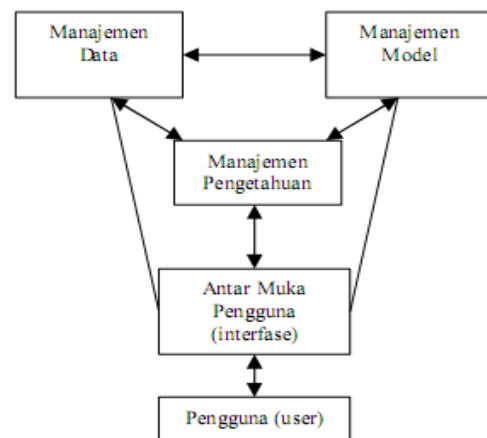 Manajemen
Data
Manajemen
Model
Manajemen
Pengetahuan
Antar Muka
Pengguna
(interfase)
Pengguna (user)